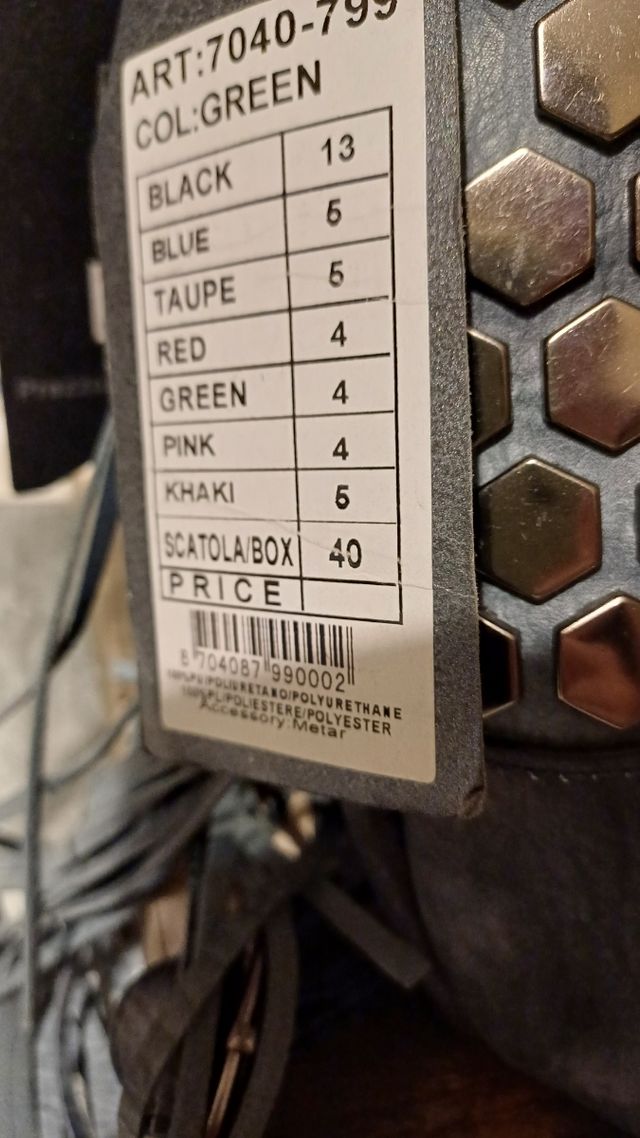 ART:7040-799
COL:GREEN
BLACK 13
BLUE 5
TAUPE 5
RED 4
GREEN 4
PINK 4
KHAKI 5
SCATOLA/BOX 40
PRICE
8 704087 990002
100%PU/POLIURETANO/POLYURETHANE
100%PL/POLIESTERE/POLYESTER
Accessory:Metar